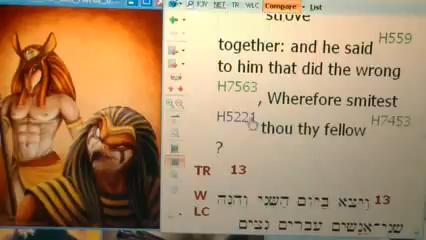 KJV NET TR WLC Compare List
strove
H559
together: and he said
to him that did the wrong
H7563
, Wherefore smitest
H5221 H7453
thou thy fellow
?
TR 13
W LC 13 ויצא ביום השני והנה
שני־אנשים עברים נצים